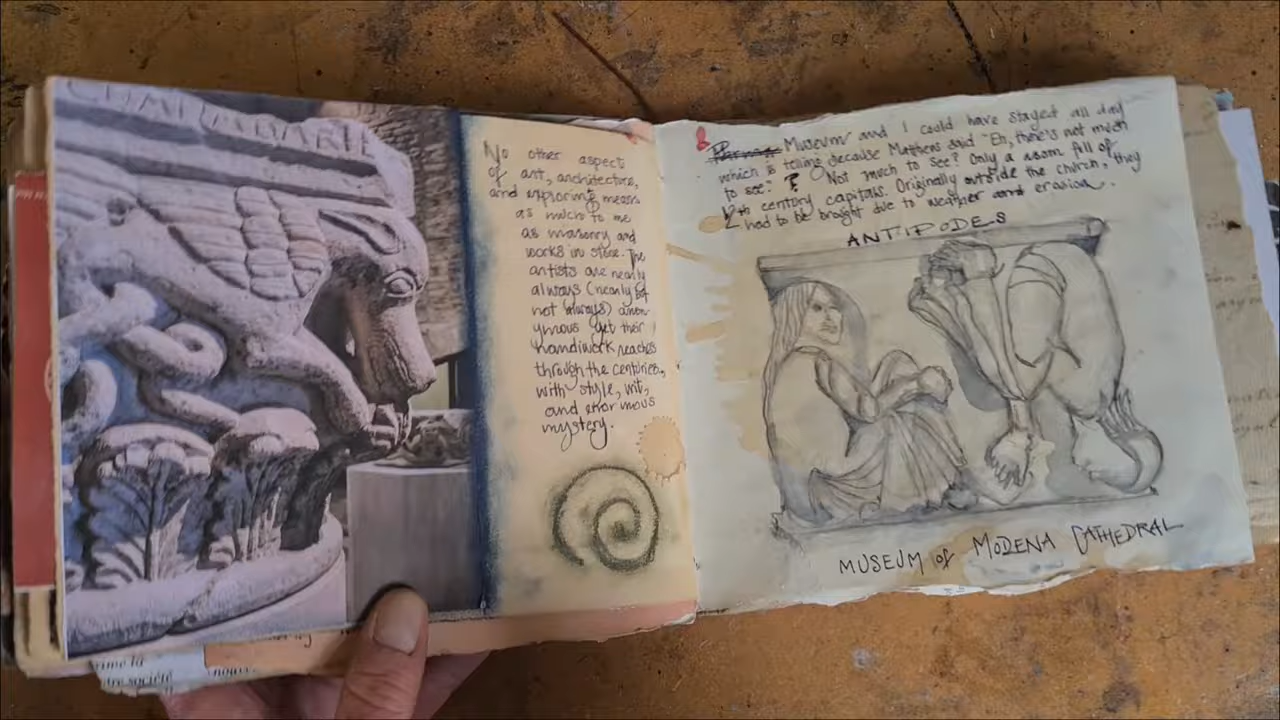 No other aspect
of art, architecture,
and exploring means
as much to me
as masonry and
works in stone. The
artists are nearly
always (nearly if
not always) anon-
ymous yet their
handiwork reaches
through the centuries,
with style, wit,
and enormous
mystery.
Museum and I could have stayed all day
which is telling because Matthews said "Eh, there's not much
to see." ? Not much to see? Only a room full of
12th century capitals. Originally outside the church, they
had to be brought due to weather and erosion.
ANTIPODES
MUSEUM of MODENA CATHEDRAL